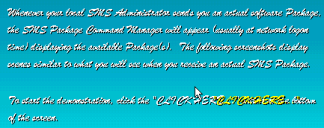 Whenever your local SMS Administrator sends you an actual software Package,
the SMS Package Command Manager will appear (usually at network logon
time) displaying the available Package(s). The following screenshots display
scenes similar to what you will see when you receive an actual SMS Package.
To start the demonstration, click the "CLICK HERE CLICK HERE" bottom
of the screen.